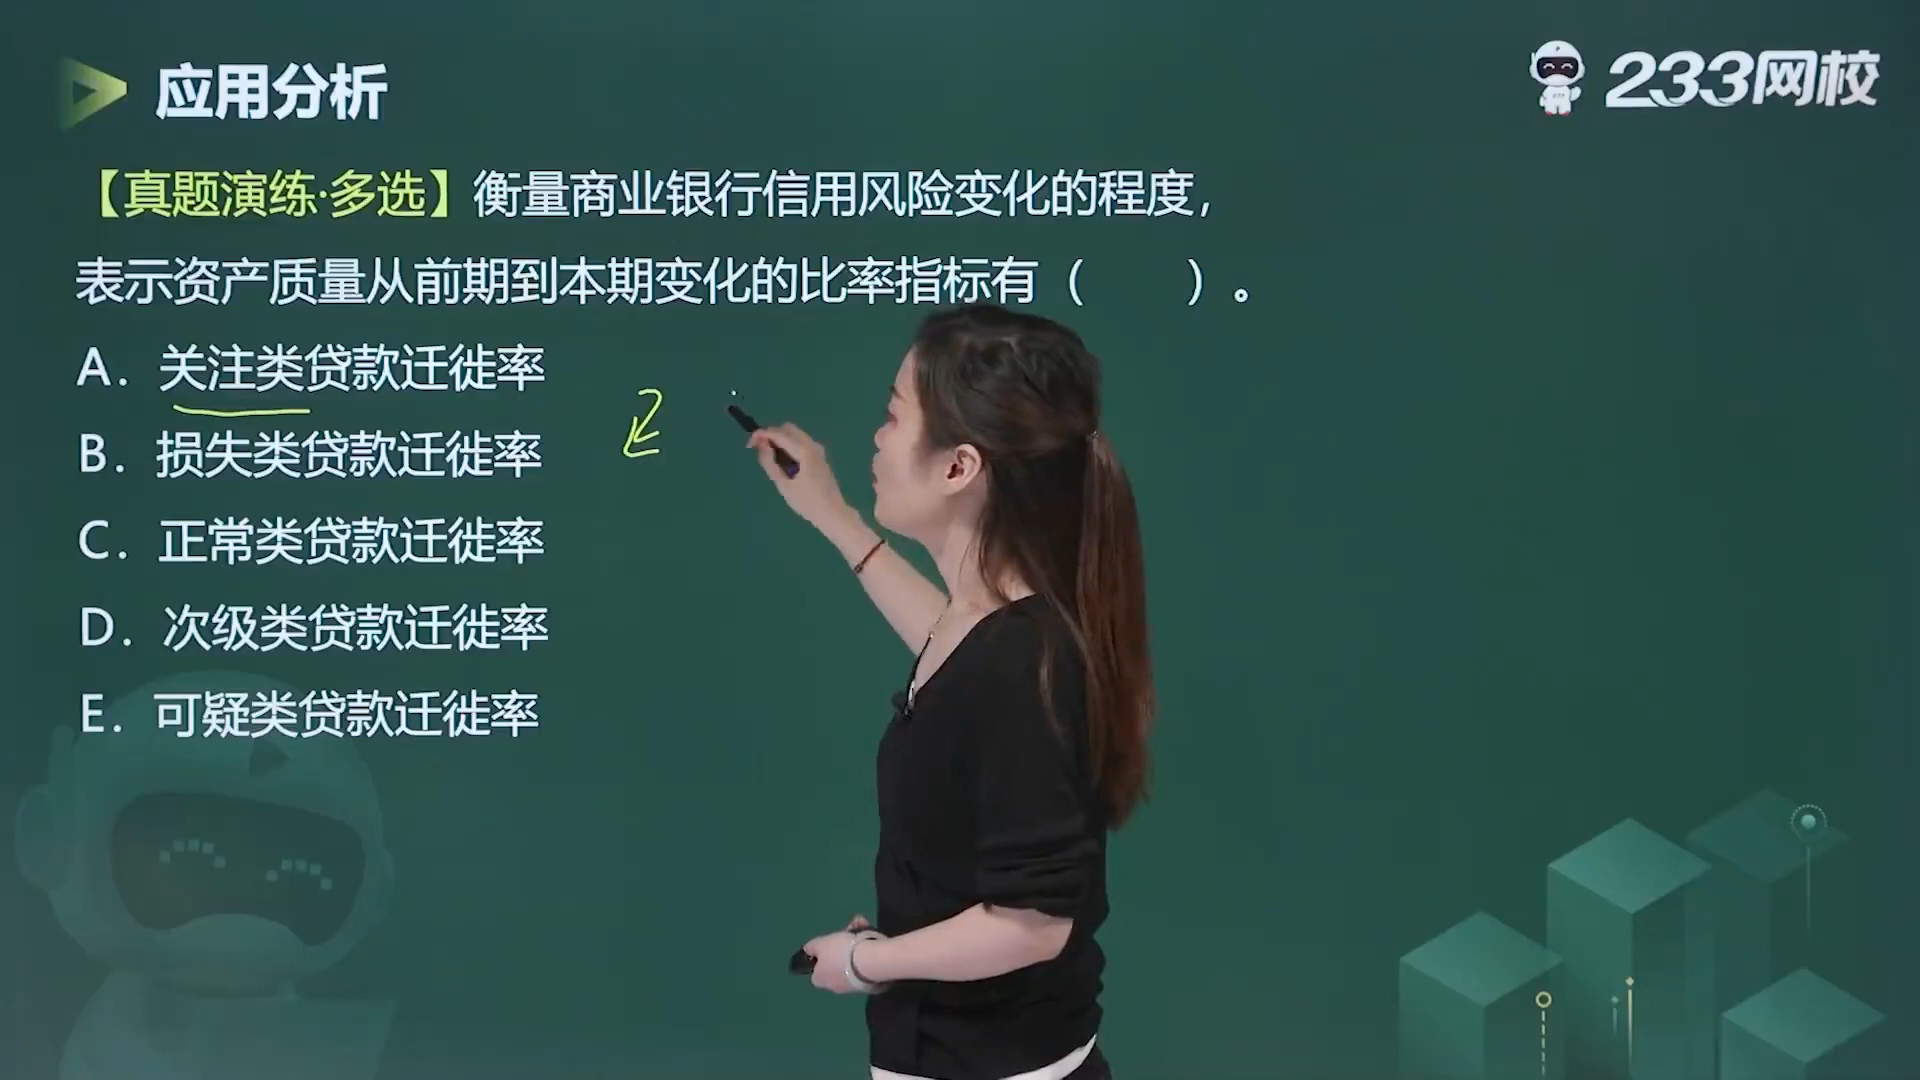 应用分析
233网校
【真题演练·多选】衡量商业银行信用风险变化的程度,
表示资产质量从前期到本期变化的比率指标有（　　）。
A. 关注类贷款迁徙率
B. 损失类贷款迁徙率
C. 正常类贷款迁徙率
D. 次级类贷款迁徙率
E. 可疑类贷款迁徙率